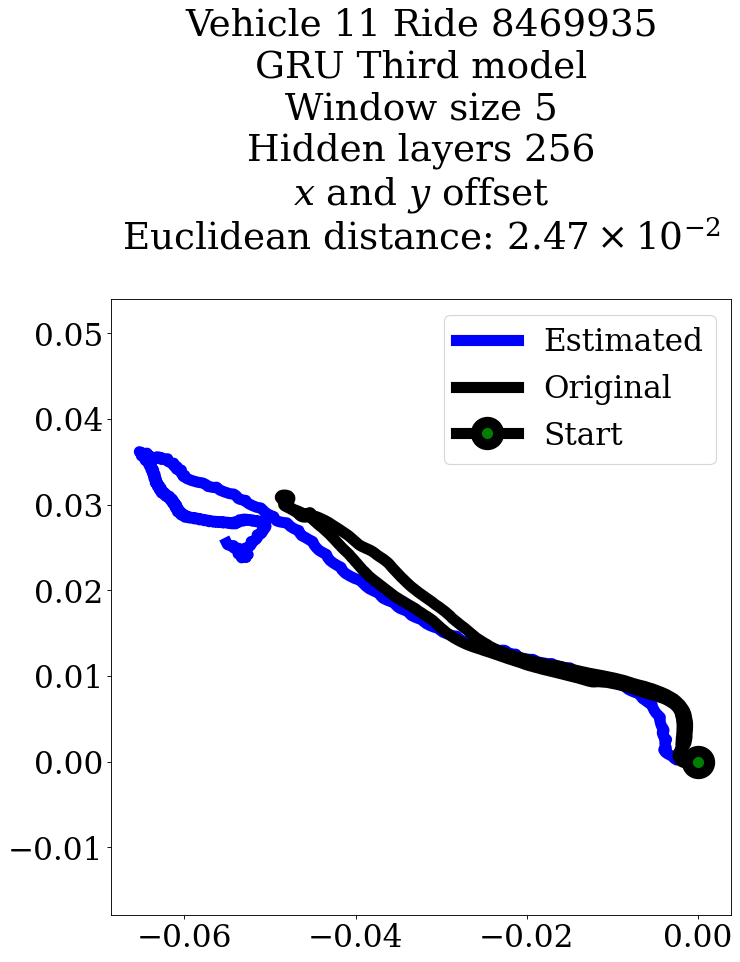 Vehicle 11 Ride 8469935
GRU Third model
Window size 5
Hidden layers 256
x and y offset
Euclidean distance: 2.47 × 10⁻²
Estimated
Original
Start
0.05
0.04
0.03
0.02
0.01
0.00
−0.01
−0.06
−0.04
−0.02
0.00